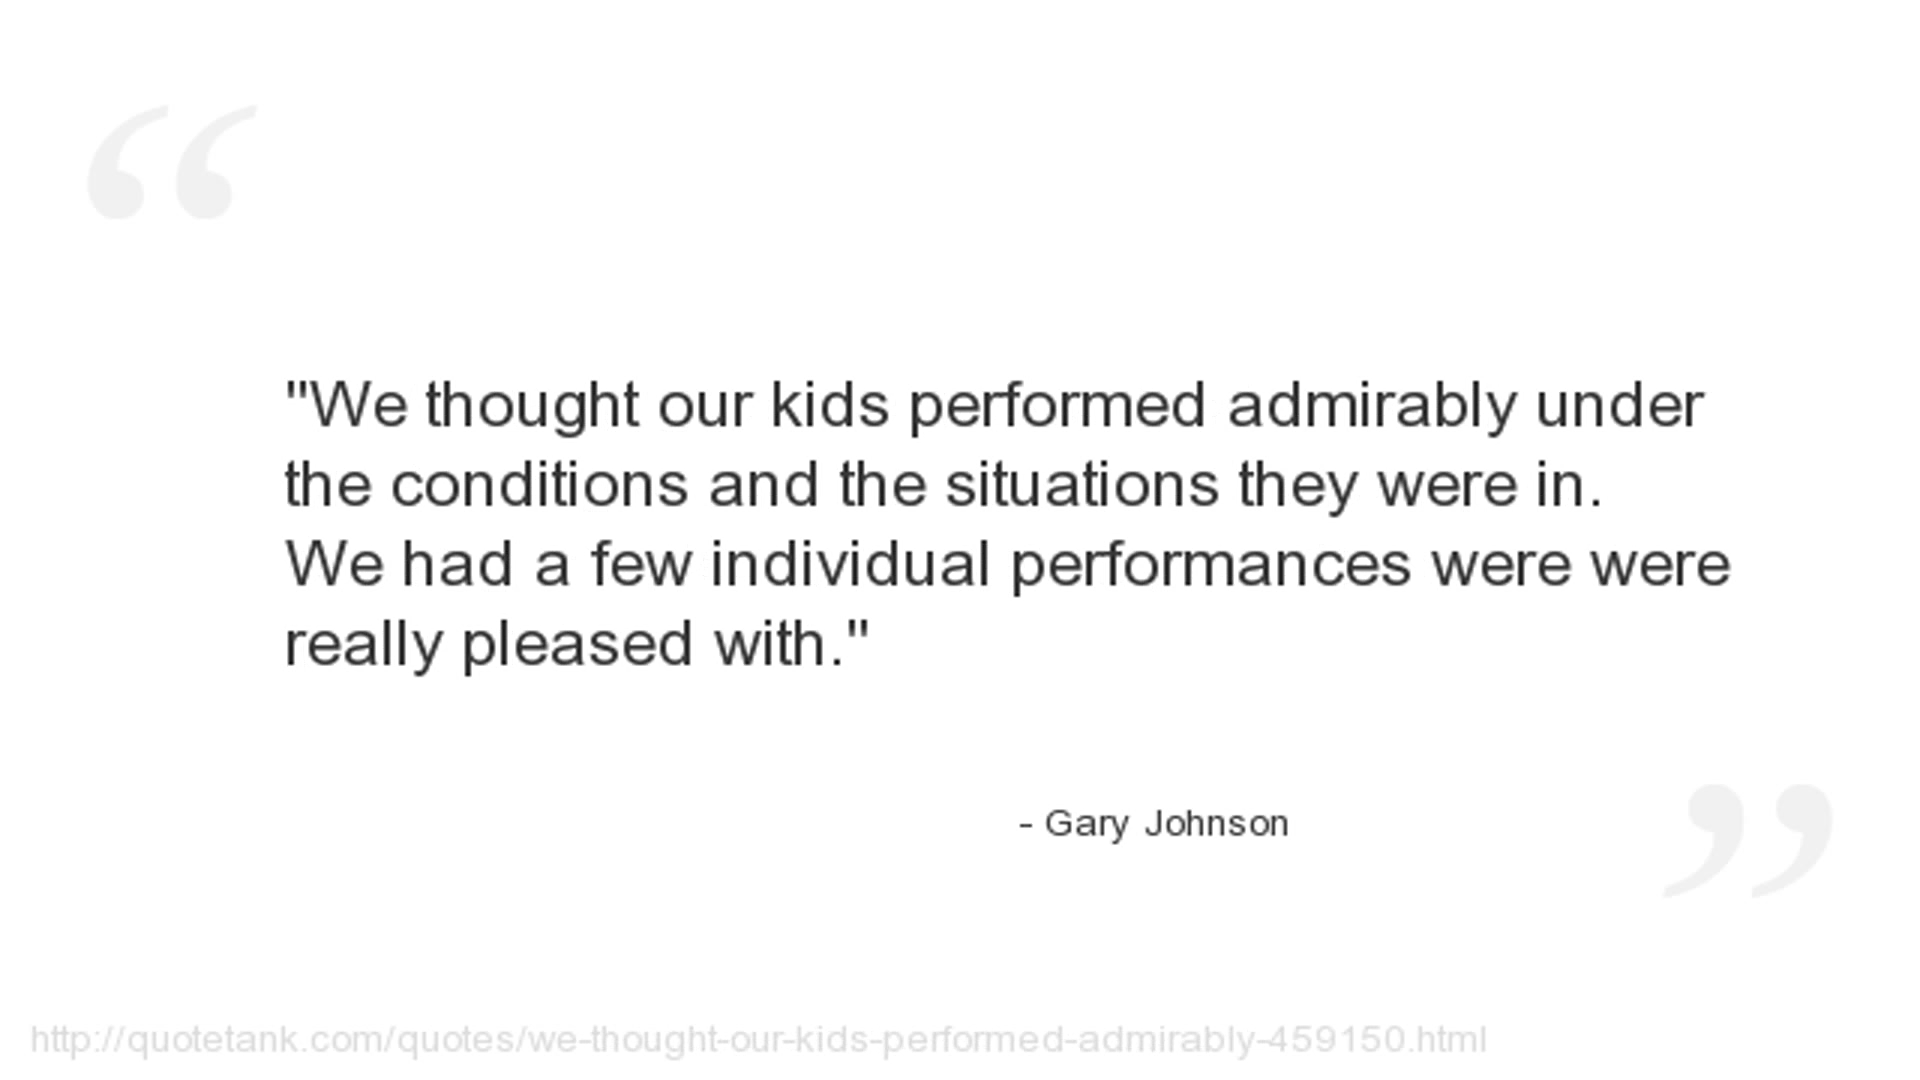 "We thought our kids performed admirably under
the conditions and the situations they were in.
We had a few individual performances were were
really pleased with."
- Gary Johnson
http://quotetank.com/quotes/we-thought-our-kids-performed-admirably-459150.html